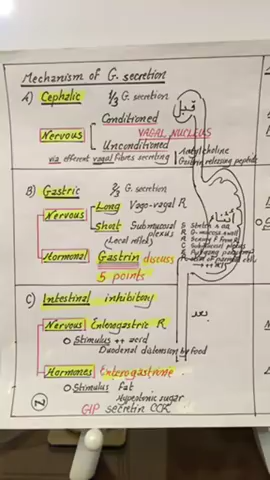 Mechanism of G. secretion
A) Cephalic 1/3 G. secretion
قبل
Conditioned
Nervous VAGAL NUCLEUS
Unconditioned
via efferent vagal fibres secreting
Acetyl choline
Gastrin releasing peptide
B) Gastric 2/3 G. secretion
أثناء
Long Vago-vagal R
Nervous
Short Submucosal plexus
(Local reflex)
Hormonal Gastrin discuss
5 points
S
C) Intestinal inhibitory
بعد
Nervous Enterogastric R
Stimulus ++ acid
Duodenal distension by food
Hormones Enterogastrone
Stimulus fat
Hypertonic sugar
GIP secretin CCK
2